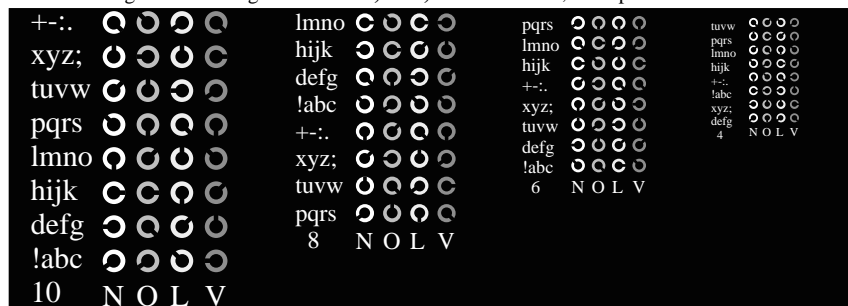 +-:.
xyz;
tuvw
pqrs
lmno
hijk
defg
!abc
10 N O L V
lmno
hijk
defg
!abc
+-:.
xyz;
tuvw
pqrs
8 N O L V
pqrs
lmno
hijk
+-:.
xyz;
tuvw
defg
!abc
6 N O L V
tuvw
pqrs
lmno
hijk
+-:.
!abc
xyz;
defg
4 N O L V